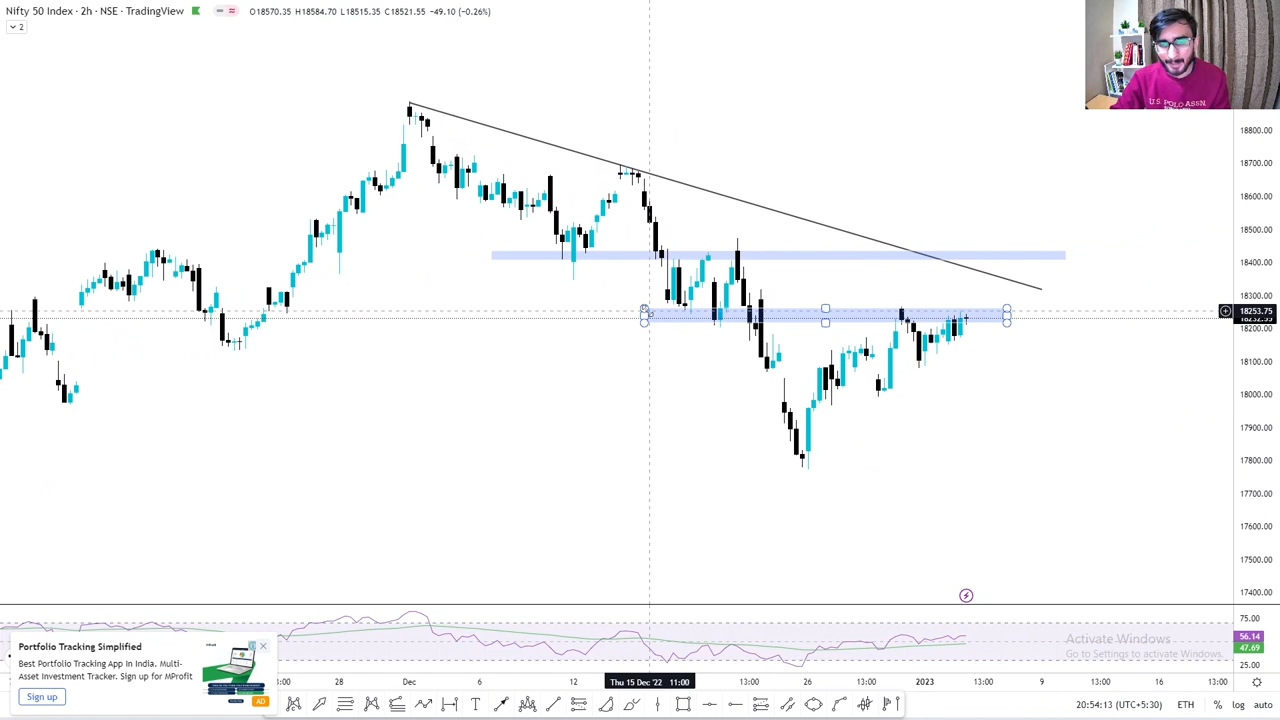 Nifty 50 Index · 2h · NSE · TradingView O18570.35 H18584.70 L18515.35 C18521.55 -49.10 (-0.26%)
2
U.S. POLO ASSN.
18800.00
18700.00
18600.00
18500.00
18400.00
18300.00
18253.75
18200.00
18100.00
18000.00
17900.00
17800.00
17700.00
17600.00
17500.00
17400.00
75.00
56.14
47.69
25.00
Activate Windows
Go to Settings to activate Windows.
Portfolio Tracking Simplified
Best Portfolio Tracking App in India. Multi-
Asset Investment Tracker. Sign up for MProfit
Sign up
AD
:00 28 Dec 6 12 Thu 15 Dec '22 11:00 13:00 26 13:00 2023 13:00 9 13:00 16 13:00
20:54:13 (UTC+5:30) ETH % log auto